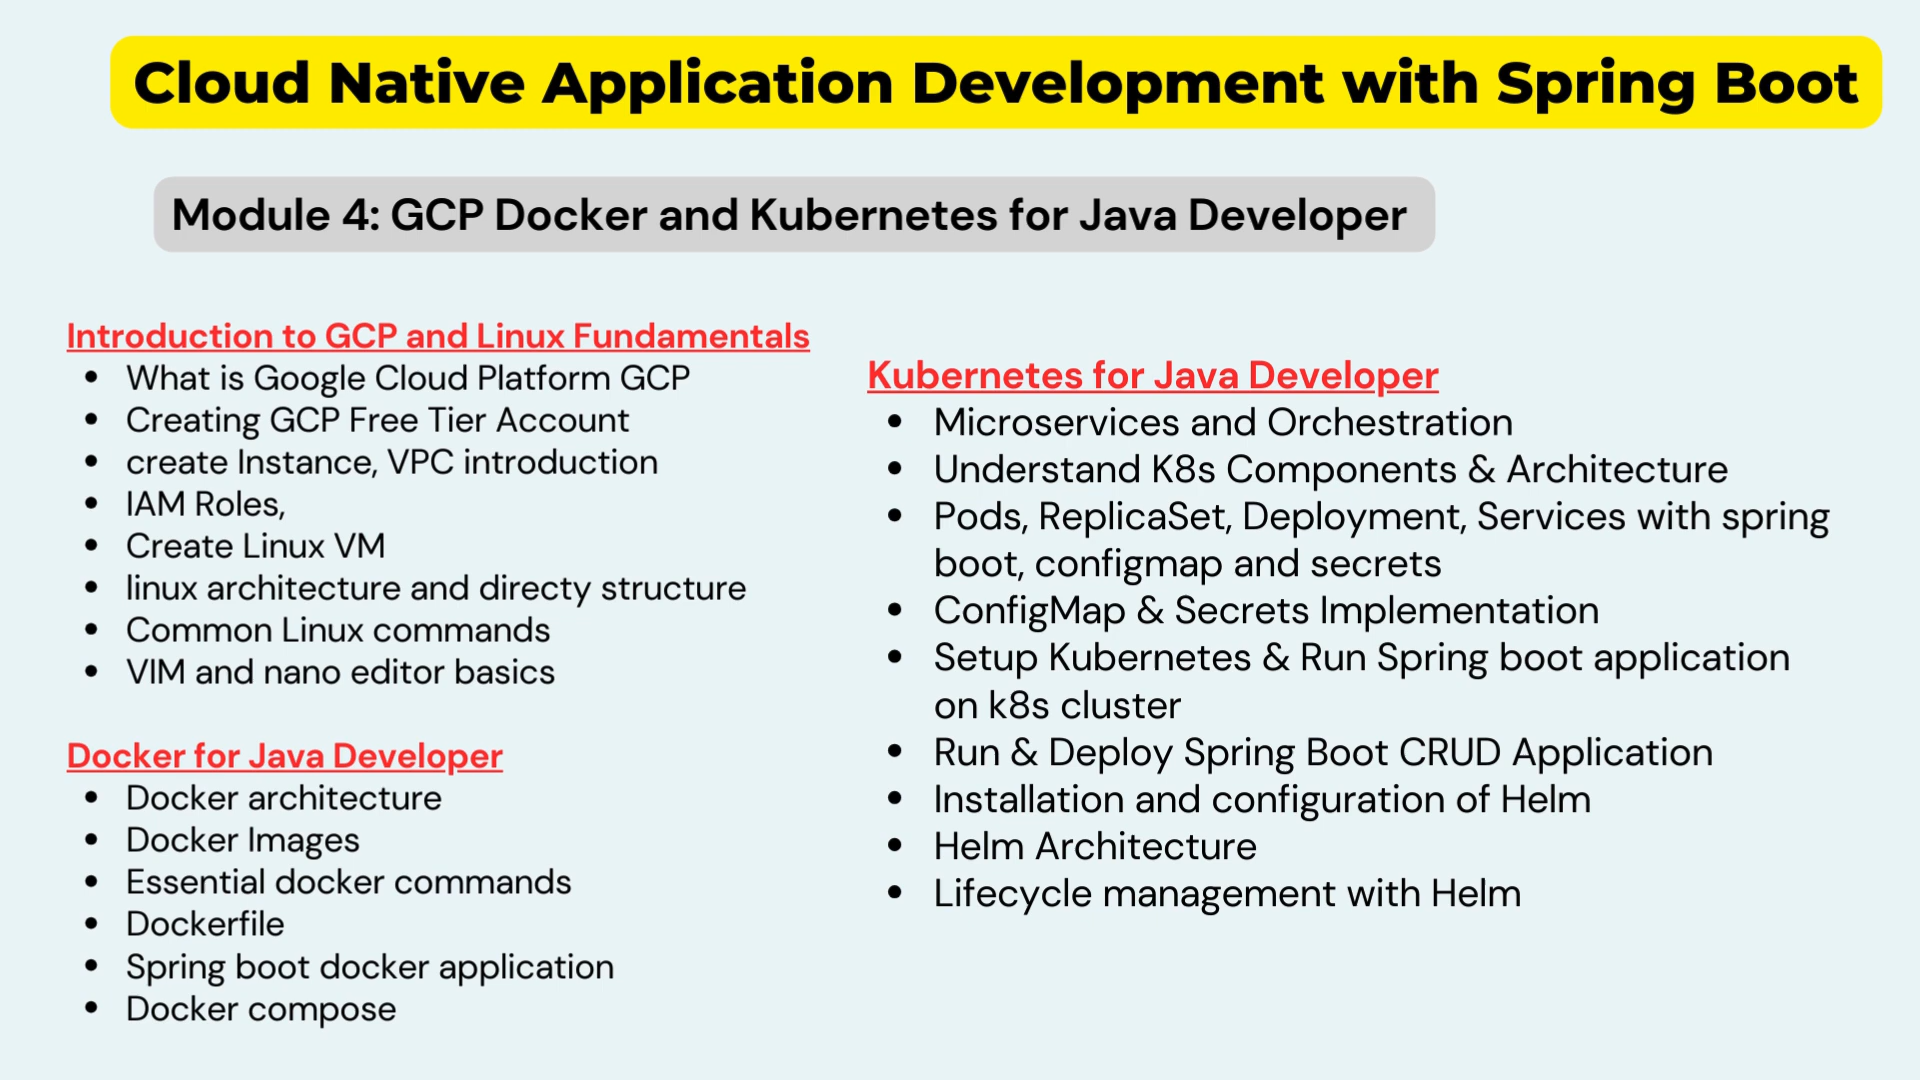 Cloud Native Application Development with Spring Boot
Module 4: GCP Docker and Kubernetes for Java Developer
Introduction to GCP and Linux Fundamentals
• What is Google Cloud Platform GCP
• Creating GCP Free Tier Account
• create Instance, VPC introduction
• IAM Roles,
• Create Linux VM
• linux architecture and directy structure
• Common Linux commands
• VIM and nano editor basics
Docker for Java Developer
• Docker architecture
• Docker Images
• Essential docker commands
• Dockerfile
• Spring boot docker application
• Docker compose
Kubernetes for Java Developer
• Microservices and Orchestration
• Understand K8s Components & Architecture
• Pods, ReplicaSet, Deployment, Services with spring
boot, configmap and secrets
• ConfigMap & Secrets Implementation
• Setup Kubernetes & Run Spring boot application
on k8s cluster
• Run & Deploy Spring Boot CRUD Application
• Installation and configuration of Helm
• Helm Architecture
• Lifecycle management with Helm